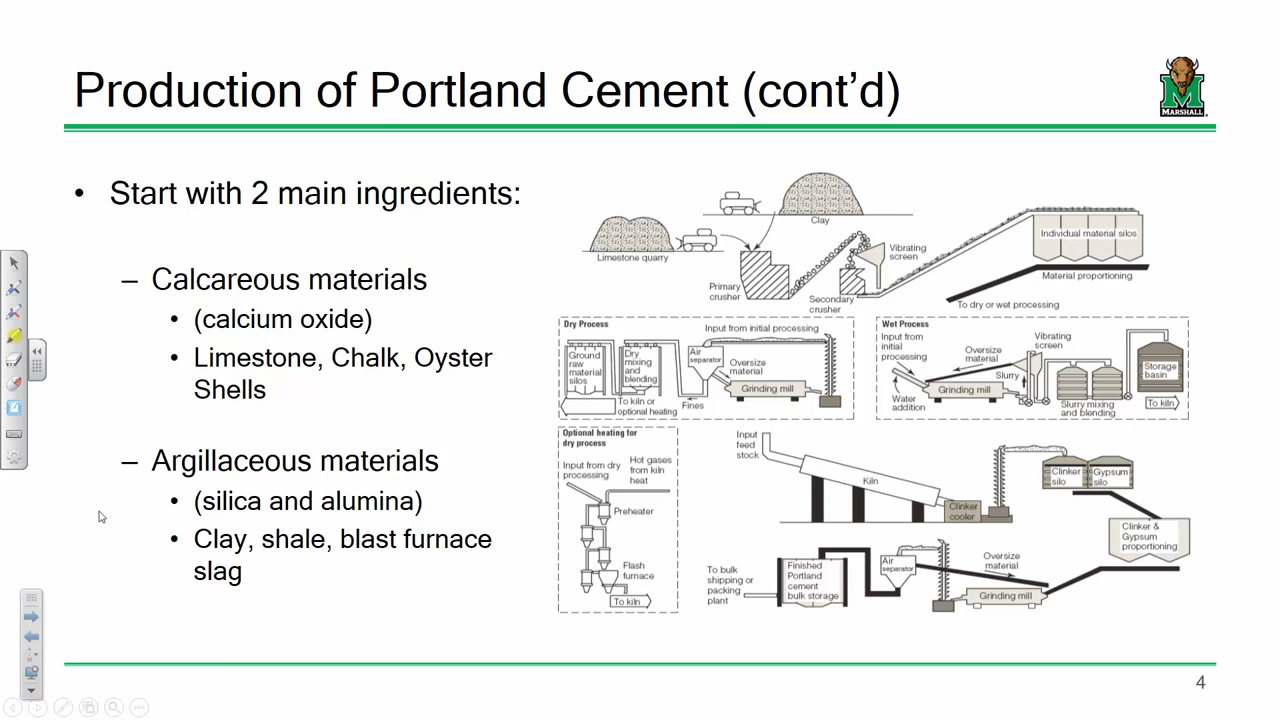 Production of Portland Cement (cont’d)
MARSHALL
• Start with 2 main ingredients:
– Calcareous materials
• (calcium oxide)
• Limestone, Chalk, Oyster
Shells
– Argillaceous materials
• (silica and alumina)
• Clay, shale, blast furnace
slag
Clay
Limestone quarry
Primary
crusher
Vibrating
screen
Secondary
crusher
Individual material silos
Material proportioning
To dry or wet processing
Dry Process
Input from initial processing
Ground
raw
material
silos
Dry
mixing
and
blending
Air
separator
Oversize
material
Grinding mill
To kiln or
optional heating
Fines
Wet Process
Input from
initial
processing
Oversize
material
Vibrating
screen
Slurry
Grinding mill
Water
addition
Slurry mixing
and blending
Storage
basin
To kiln
Optional heating for
dry process
Input from dry
processing
Hot gases
from kiln
heat
Preheater
Flash
furnace
To kiln
Input
feed
stock
Kiln
Clinker
cooler
Clinker
silo
Gypsum
silo
Clinker &
Gypsum
proportioning
To bulk
shipping or
packing
plant
Finished
Portland
cement
bulk storage
Air
separator
Oversize
material
Grinding mill
4